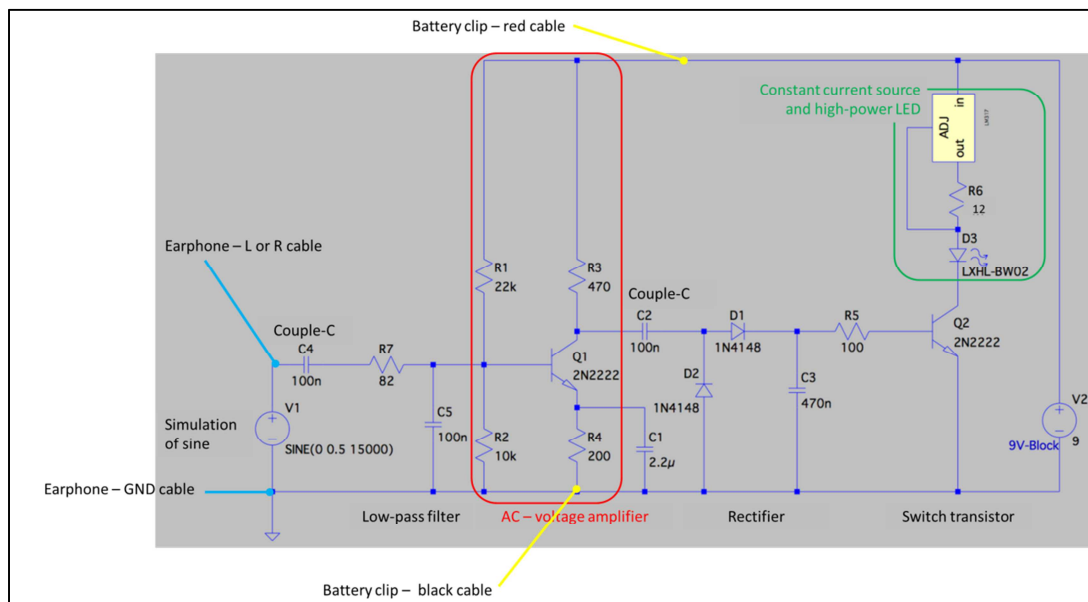 Battery clip – red cable
Constant current source
and high-power LED
in
ADJ
out
LM317
R6
12
D3
LXHL-BW02
Earphone – L or R cable
R1
22k
R3
470
Couple-C
C2
100n
D1
1N4148
R5
100
Q2
2N2222
Couple-C
C4
100n
R7
82
Q1
2N2222
D2
1N4148
C3
470n
V1
Simulation
of sine
SINE(0 0.5 15000)
C5
100n
R2
10k
R4
200
C1
2.2µ
V2
9
9V-Block
Earphone – GND cable
Low-pass filter
AC – voltage amplifier
Rectifier
Switch transistor
Battery clip – black cable